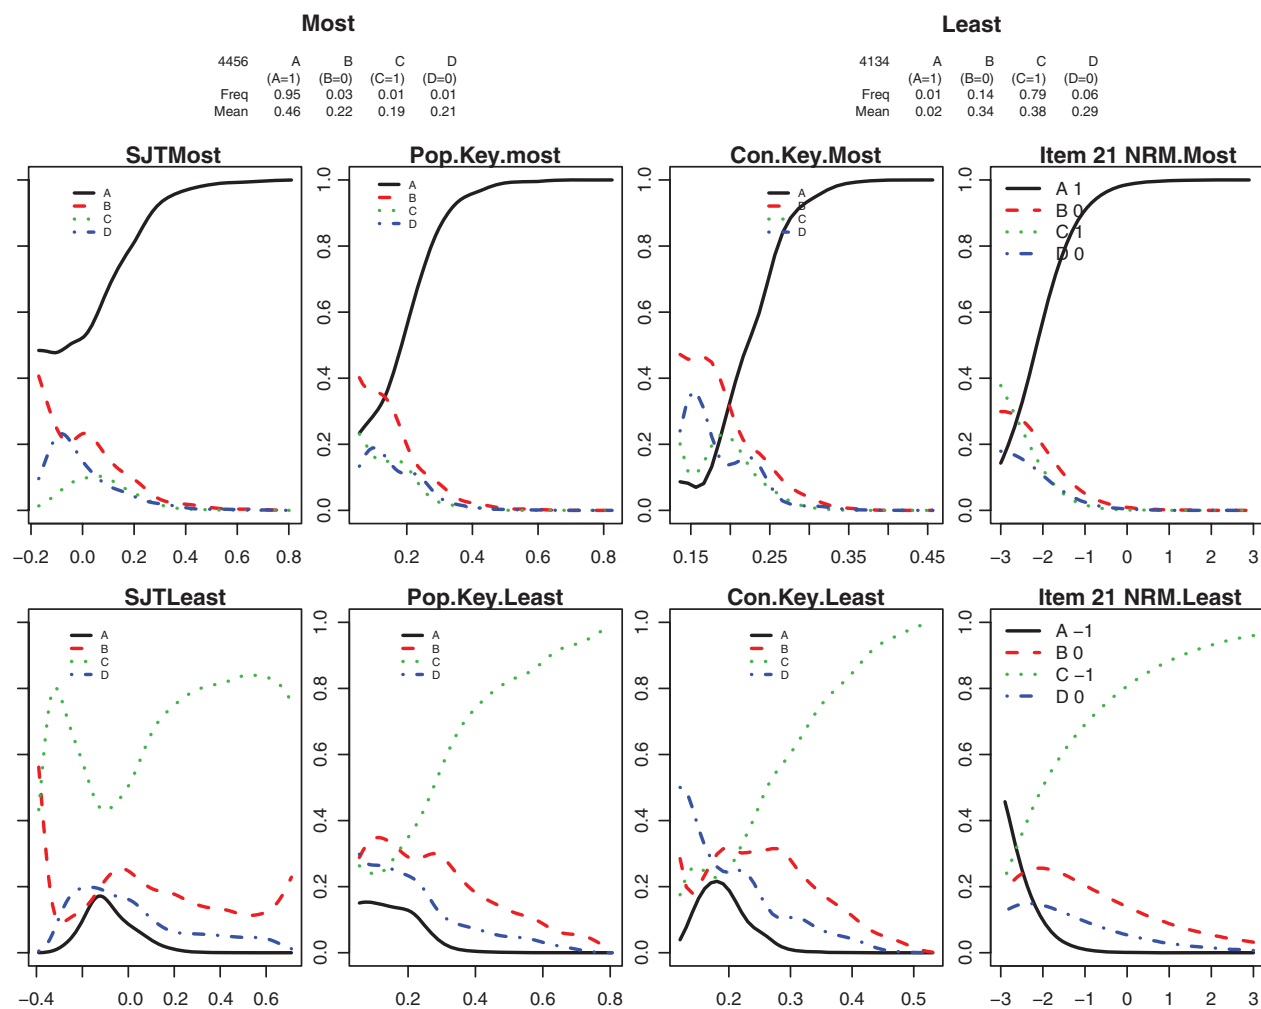 Most Least
4456 A B C D 4134 A B C D
(A=1) (B=0) (C=1) (D=0) (A=1) (B=0) (C=1) (D=0)
Freq 0.95 0.03 0.01 0.01 Freq 0.01 0.14 0.79 0.06
Mean 0.46 0.22 0.19 0.21 Mean 0.02 0.34 0.38 0.29
SJTMost
A
B
C
D
−0.2 0.0 0.2 0.4 0.6 0.8
Pop.Key.most
A
B
C
D
1.0
0.8
0.6
0.4
0.2
0.0
0.2 0.4 0.6 0.8
Con.Key.Most
A
B
C
D
1.0
0.8
0.6
0.4
0.2
0.0
0.15 0.25 0.35 0.45
Item 21 NRM.Most
A 1
B 0
C 1
D 0
1.0
0.8
0.6
0.4
0.2
0.0
−3 −2 −1 0 1 2 3
SJTLeast
A
B
C
D
−0.4 0.0 0.2 0.4 0.6
Pop.Key.Least
A
B
C
D
1.0
0.8
0.6
0.4
0.2
0.0
0.2 0.4 0.6 0.8
Con.Key.Least
A
B
C
D
1.0
0.8
0.6
0.4
0.2
0.0
0.2 0.3 0.4 0.5
Item 21 NRM.Least
A −1
B 0
C −1
D 0
1.0
0.8
0.6
0.4
0.2
0.0
−3 −2 −1 0 1 2 3